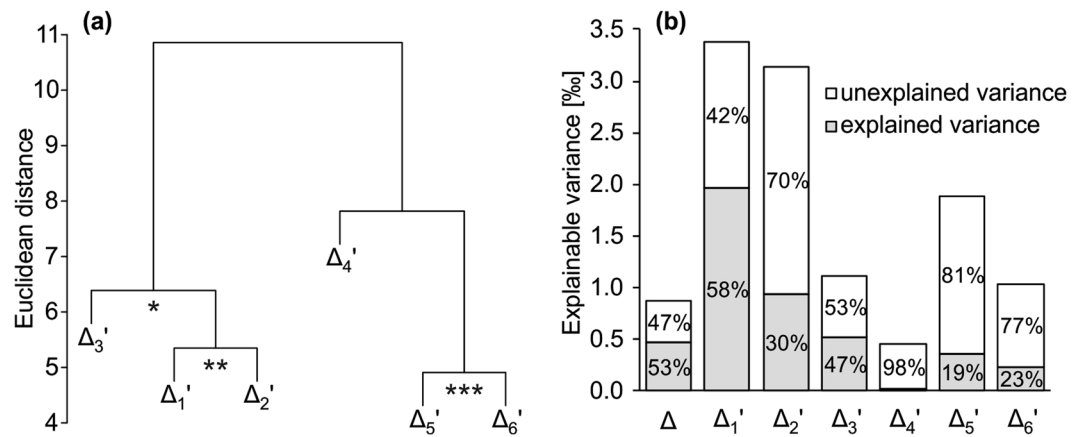 (a)
Euclidean distance
11
10
9
8
7
6
5
4
*
**
***
Δ3'
Δ1'
Δ2'
Δ4'
Δ5'
Δ6'
(b)
Explainable variance [‰]
3.5
3.0
2.5
2.0
1.5
1.0
0.5
0.0
unexplained variance
explained variance
47%
53%
42%
58%
70%
30%
53%
47%
98%
81%
19%
77%
23%
Δ Δ1' Δ2' Δ3' Δ4' Δ5' Δ6'